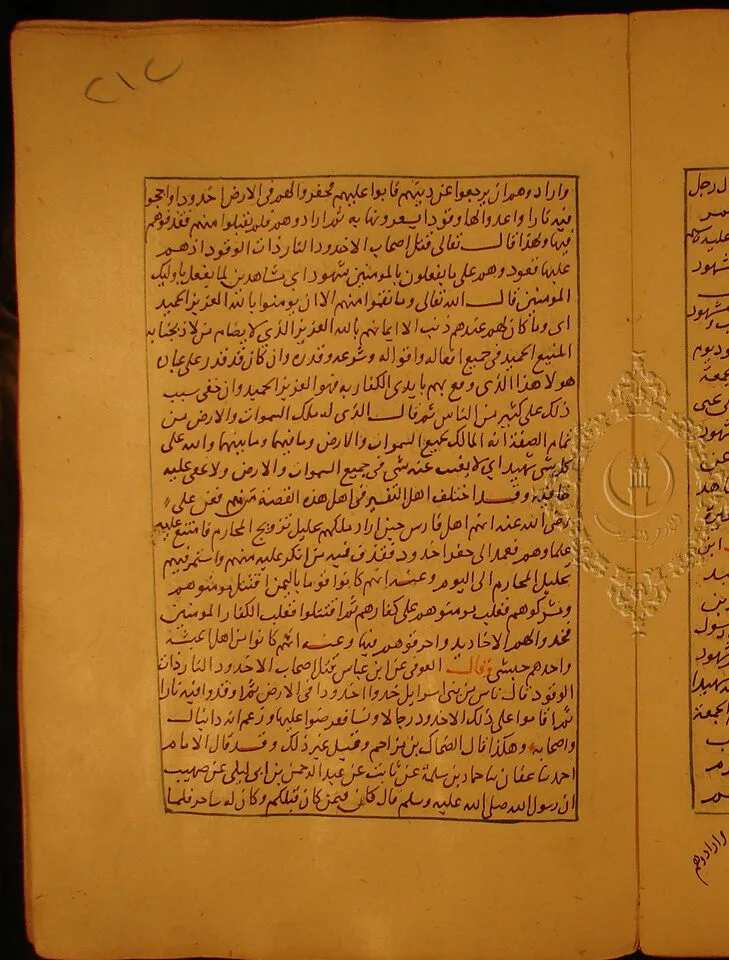 ٢١٢
وارادوهم ان يرجعوا عن دينهم فابوا عليهم فحفروا لهم في الارض اخدودا واججوا
فيه نارا واعدوا لها وقودا يسعرونها به ثم ارادوهم فلم يقبلوا منهم فقذفوهم
فيها ولهذا قال تعالى قتل اصحاب الاخدود النار ذات الوقود اذ هم
عليها قعود وهم على ما يفعلون بالمومنين شهود اي مشاهدين لما يفعل باوليك
المومنين قال الله تعالى وما نقموا منهم الا ان يومنوا بالله العزيز الحميد
اي وما كان لهم عندهم ذنب الا ايمانهم بالله العزيز الذي لا يضام من لاذ بجنابه
المنيع الحميد في جميع افعاله واقواله وشرعه وقدره وان كان قد قدر على عباده
هولا هذا الذي وقع بهم بايدي الكفار به فهو العزيز الحميد وان خفي سبب
ذلك على كثير من الناس ثم قال الذي له ملك السموات والارض من
تمام الصفة انه المالك لجميع السموات والارض وما فيهما وما بينهما والله على
كل شي شهيد اي لا يغيب عنه شي في جميع السموات والارض ولا تخفى عليه
خافيه وقد اختلف اهل التفسير في اهل هذه القصة من هم فعن علي
رضي الله عنه انهم اهل فارس حين اراد ملكهم تحليل تزويج المحارم فامتنع عليه
علماوهم فعمد الى حفر اخدود فقذف فيه من انكر عليه منهم واستمر فيهم
تحليل المحارم الى اليوم وعنه انهم كانوا قوما باليمن اقتتل مومنوهم
ومشركوهم فغلب مومنوهم على كفارهم ثم اقتتلوا فغلب الكفار المومنين
فخدوا لهم الاخاديد واحرقوهم فيها وعنه انهم كانوا من اهل الحبشة
واحدهم حبشي وقال العوفي عن ابن عباس قتل اصحاب الاخدود النار ذات
الوقود قال ناس من بني اسرايل خدوا اخدودا في الارض ثم اوقدوا فيه نارا
ثم اقاموا على ذلك الاخدود رجالا ونسا فعرضوا عليها وزعم انه دانيال
واصحابه وهكذا قال الضحاك بن مزاحم وقيل غير ذلك وقد قال الامام
احمد ثنا عفان ثنا حماد بن سلمة عن ثابت عن عبد الرحمن بن ابي ليلى عن صهيب
ان رسول الله صلى الله عليه وسلم قال كان فيمن كان قبلكم وكان له ساحر فلما
وارادوهم